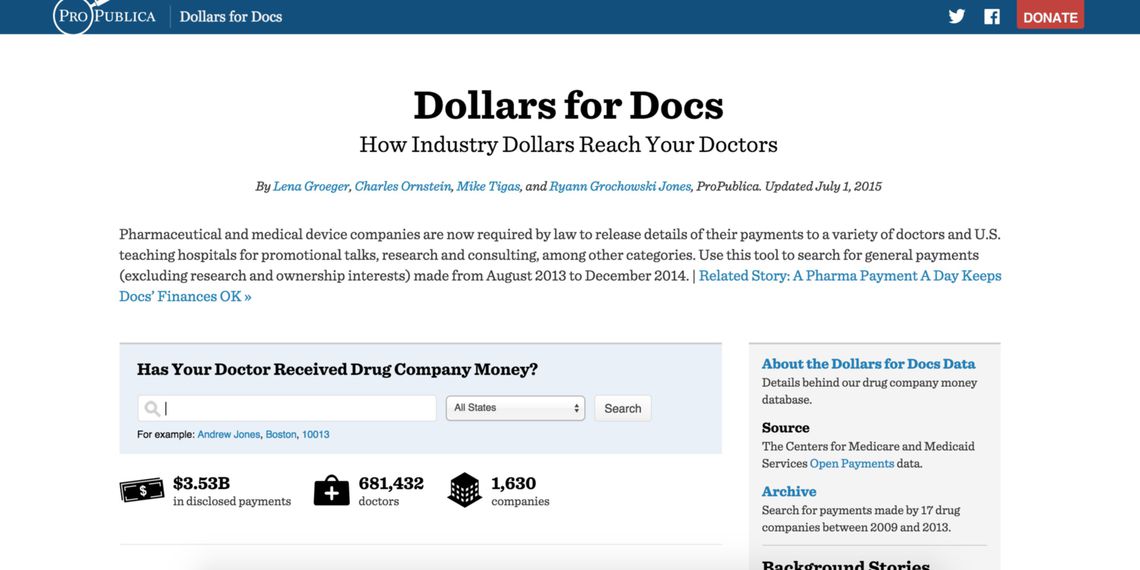 PROPUBLICA
Dollars for Docs
DONATE
Dollars for Docs
How Industry Dollars Reach Your Doctors
By Lena Groeger, Charles Ornstein, Mike Tigas, and Ryann Grochowski Jones, ProPublica. Updated July 1, 2015
Pharmaceutical and medical device companies are now required by law to release details of their payments to a variety of doctors and U.S.
teaching hospitals for promotional talks, research and consulting, among other categories. Use this tool to search for general payments
(excluding research and ownership interests) made from August 2013 to December 2014. | Related Story: A Pharma Payment A Day Keeps
Docs’ Finances OK »
Has Your Doctor Received Drug Company Money?
All States
Search
For example: Andrew Jones, Boston, 10013
$
$3.53B
in disclosed payments
681,432
doctors
1,630
companies
About the Dollars for Docs Data
Details behind our drug company money
database.
Source
The Centers for Medicare and Medicaid
Services Open Payments data.
Archive
Search for payments made by 17 drug
companies between 2009 and 2013.
Background Stories